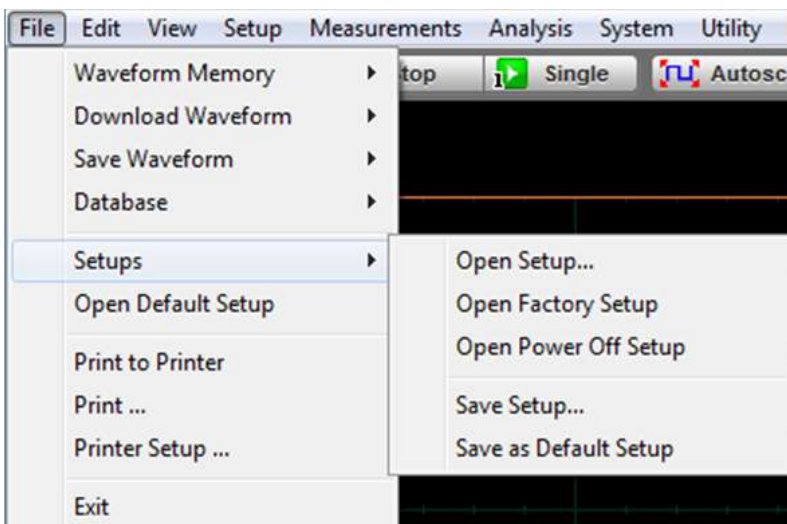 File Edit View Setup Measurements Analysis System Utility
Single Autosc
Waveform Memory
Download Waveform
Save Waveform
Database
Setups
Open Default Setup
Print to Printer
Print ...
Printer Setup ...
Exit
Open Setup...
Open Factory Setup
Open Power Off Setup
Save Setup...
Save as Default Setup